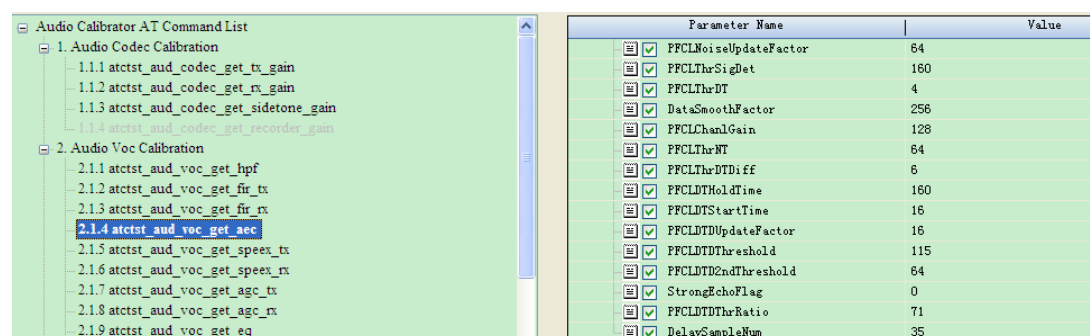 Audio Calibrator AT Command List
1. Audio Codec Calibration
1.1.1 atctst_aud_codec_get_tx_gain
1.1.2 atctst_aud_codec_get_rx_gain
1.1.3 atctst_aud_codec_get_sidetone_gain
1.1.4 atctst_aud_codec_get_recorder_gain
2. Audio Voc Calibration
2.1.1 atctst_aud_voc_get_hpf
2.1.2 atctst_aud_voc_get_fir_tx
2.1.3 atctst_aud_voc_get_fir_rx
2.1.4 atctst_aud_voc_get_aec
2.1.5 atctst_aud_voc_get_speex_tx
2.1.6 atctst_aud_voc_get_speex_rx
2.1.7 atctst_aud_voc_get_agc_tx
2.1.8 atctst_aud_voc_get_agc_rx
2.1.9 atctst_aud_voc_get_eq
Parameter Name Value
PFCLNoiseUpdateFactor 64
PFCLThrSigDet 160
PFCLThrDT 4
DataSmoothFactor 256
PFCLChanlGain 128
PFCLThrNT 64
PFCLThrDTDiff 6
PFCLDTHoldTime 160
PFCLDTStartTime 16
PFCLDTDUpdateFactor 16
PFCLDTDThreshold 115
PFCLDTD2ndThreshold 64
StrongEchoFlag 0
PFCLDTDThrRatio 71
DelaySampleNum 35